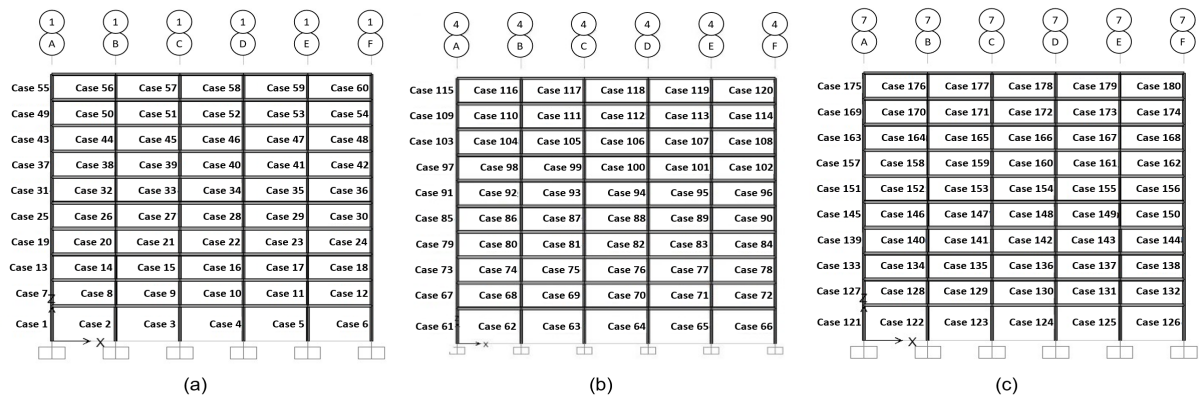 1 1 1 1 1 1
A B C D E F
Case 55 Case 56 Case 57 Case 58 Case 59 Case 60
Case 49 Case 50 Case 51 Case 52 Case 53 Case 54
Case 43 Case 44 Case 45 Case 46 Case 47 Case 48
Case 37 Case 38 Case 39 Case 40 Case 41 Case 42
Case 31 Case 32 Case 33 Case 34 Case 35 Case 36
Case 25 Case 26 Case 27 Case 28 Case 29 Case 30
Case 19 Case 20 Case 21 Case 22 Case 23 Case 24
Case 13 Case 14 Case 15 Case 16 Case 17 Case 18
Case 7 Z Case 8 Case 9 Case 10 Case 11 Case 12
Case 1 Case 2 Case 3 Case 4 Case 5 Case 6
X
(a)
4 4 4 4 4 4
A B C D E F
Case 115 Case 116 Case 117 Case 118 Case 119 Case 120
Case 109 Case 110 Case 111 Case 112 Case 113 Case 114
Case 103 Case 104 Case 105 Case 106 Case 107 Case 108
Case 97 Case 98 Case 99 Case 100 Case 101 Case 102
Case 91 Case 92 Case 93 Case 94 Case 95 Case 96
Case 85 Case 86 Case 87 Case 88 Case 89 Case 90
Case 79 Case 80 Case 81 Case 82 Case 83 Case 84
Case 73 Case 74 Case 75 Case 76 Case 77 Case 78
Case 67 Case 68 Case 69 Case 70 Case 71 Case 72
Case 61 Z Case 62 Case 63 Case 64 Case 65 Case 66
X
(b)
7 7 7 7 7 7
A B C D E F
Case 175 Case 176 Case 177 Case 178 Case 179 Case 180
Case 169 Case 170 Case 171 Case 172 Case 173 Case 174
Case 163 Case 164 Case 165 Case 166 Case 167 Case 168
Case 157 Case 158 Case 159 Case 160 Case 161 Case 162
Case 151 Case 152 Case 153 Case 154 Case 155 Case 156
Case 145 Case 146 Case 147 Case 148 Case 149 Case 150
Case 139 Case 140 Case 141 Case 142 Case 143 Case 144
Case 133 Case 134 Case 135 Case 136 Case 137 Case 138
Case 127 Z Case 128 Case 129 Case 130 Case 131 Case 132
Case 121 Case 122 Case 123 Case 124 Case 125 Case 126
X
(c)